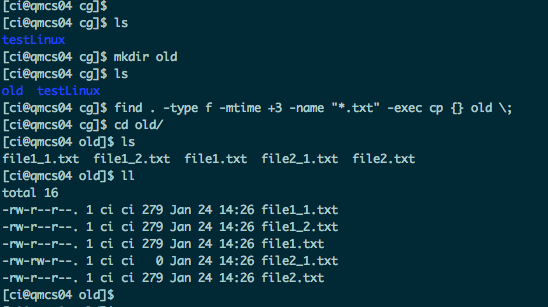 [ci@qmcs04 cg]$
[ci@qmcs04 cg]$ ls
testLinux
[ci@qmcs04 cg]$ mkdir old
[ci@qmcs04 cg]$ ls
old  testLinux
[ci@qmcs04 cg]$ find . -type f -mtime +3 -name "*.txt" -exec cp {} old \;
[ci@qmcs04 cg]$ cd old/
[ci@qmcs04 old]$ ls
file1_1.txt  file1_2.txt  file1.txt  file2_1.txt  file2.txt
[ci@qmcs04 old]$ ll
total 16
-rw-r--r--. 1 ci ci 279 Jan 24 14:26 file1_1.txt
-rw-r--r--. 1 ci ci 279 Jan 24 14:26 file1_2.txt
-rw-r--r--. 1 ci ci 279 Jan 24 14:26 file1.txt
-rw-rw-r--. 1 ci ci   0 Jan 24 14:26 file2_1.txt
-rw-r--r--. 1 ci ci 279 Jan 24 14:26 file2.txt
[ci@qmcs04 old]$